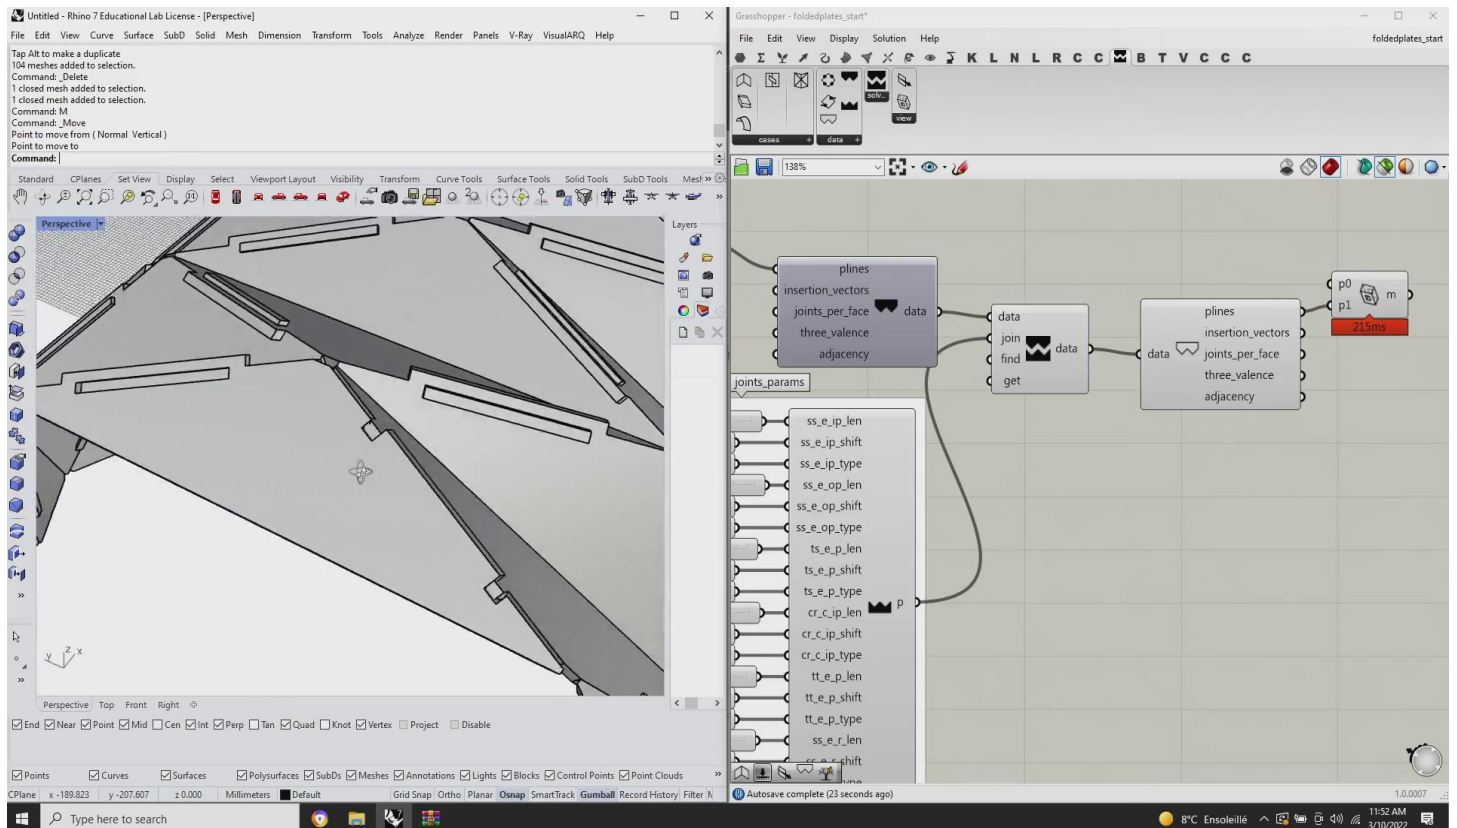 Untitled - Rhino 7 Educational Lab License - [Perspective]
File Edit View Curve Surface SubD Solid Mesh Dimension Transform Tools Analyze Render Panels V-Ray VisualARQ Help
Tap Alt to make a duplicate
104 meshes added to selection.
Command: _Delete
1 closed mesh added to selection.
1 closed mesh added to selection.
Command: M
Command: _Move
Point to move from ( Normal Vertical )
Point to move to
Command:
Standard CPlanes Set View Display Select Viewport Layout Visibility Transform Curve Tools Surface Tools Solid Tools SubD Tools Mesh »
Perspective
Layers
z
y x
Perspective Top Front Right
End Near Point Mid Cen Int Perp Tan Quad Knot Vertex Project Disable
Points Curves Surfaces Polysurfaces SubDs Meshes Annotations Lights Blocks Control Points Point Clouds »
CPlane x -189.823 y -207.607 z 0.000 Millimeters Default Grid Snap Ortho Planar Osnap SmartTrack Gumball Record History Filter
Grasshopper - foldedplates_start*
File Edit View Display Solution Help foldedplates_start
K L N L R C C B T V C C C
solv_
view
cases + data +
138%
plines
insertion_vectors
joints_per_face
three_valence
adjacency
data
data
join
find
get
data
data
plines
insertion_vectors
joints_per_face
three_valence
adjacency
p0
p1
m
215ms
joints_params
ss_e_ip_len
ss_e_ip_shift
ss_e_ip_type
ss_e_op_len
ss_e_op_shift
ss_e_op_type
ts_e_p_len
ts_e_p_shift
ts_e_p_type
cr_c_ip_len
cr_c_ip_shift
cr_c_ip_type
tt_e_p_len
tt_e_p_shift
tt_e_p_type
ss_e_r_len
p
Autosave complete (23 seconds ago) 1.0.0007
Type here to search
8°C Ensoleillé
11:52 AM
3/10/2022